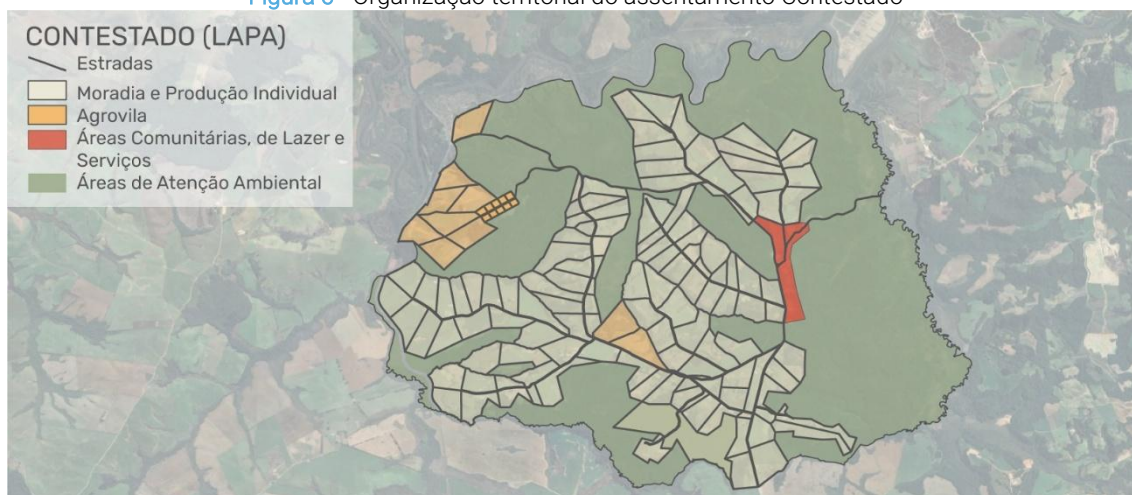 Figura 6 - Organização territorial do assentamento Contestado
CONTESTADO (LAPA)
Estradas
Moradia e Produção Individual
Agrovila
Áreas Comunitárias, de Lazer e
Serviços
Áreas de Atenção Ambiental